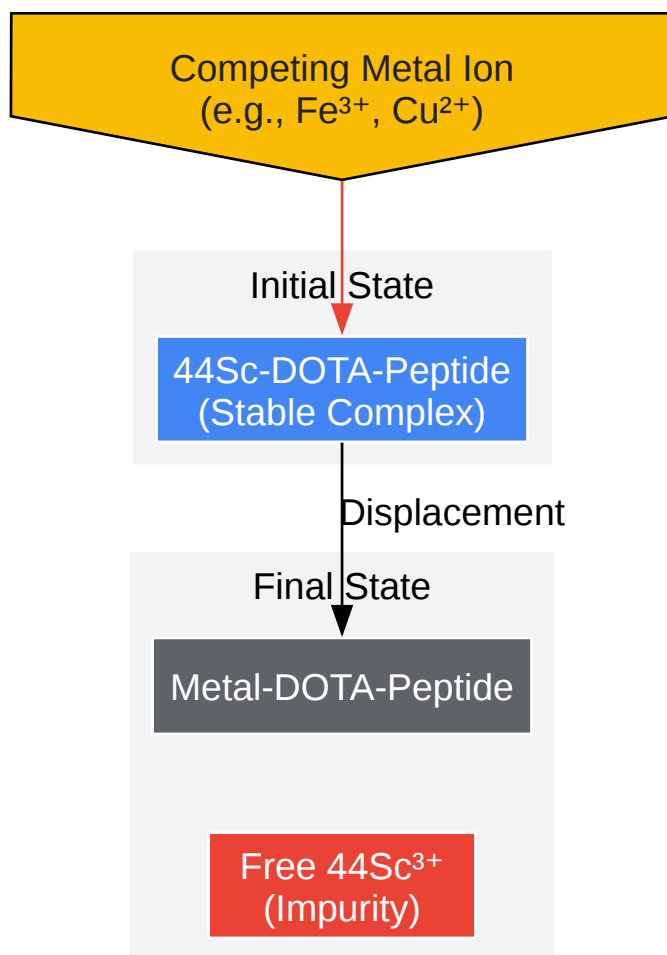 Competing Metal Ion
(e.g., Fe³⁺, Cu²⁺)
Initial State
44Sc-DOTA-Peptide
(Stable Complex)
Displacement
Final State
Metal-DOTA-Peptide
Free 44Sc³⁺
(Impurity)